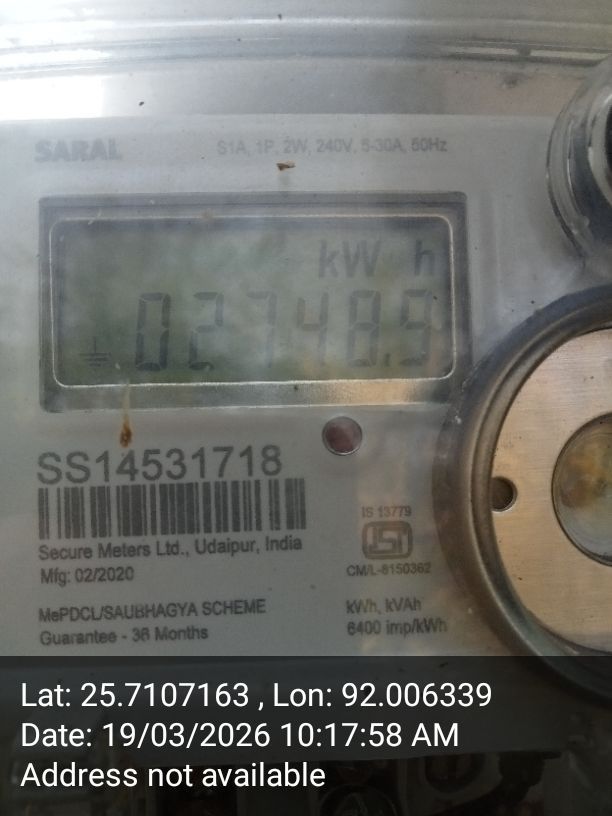 SARAL
S1A, 1P, 2W, 240V, 5-30A, 50Hz
kW h
02748.9
SS14531718
Secure Meters Ltd., Udaipur, India
Mfg: 02/2020
IS 13779
ISI
CM/L-8150362
MePDCL/SAUBHAGYA SCHEME
Guarantee - 36 Months
kWh, kVAh
6400 imp/kWh
Lat: 25.7107163 , Lon: 92.006339
Date: 19/03/2026 10:17:58 AM
Address not available